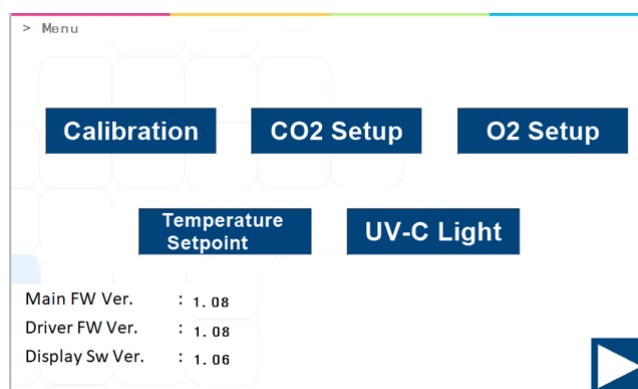 > Menu
Calibration
CO2 Setup
O2 Setup
Temperature
Setpoint
UV-C Light
Main FW Ver. : 1.08
Driver FW Ver. : 1.08
Display Sw Ver. : 1.06